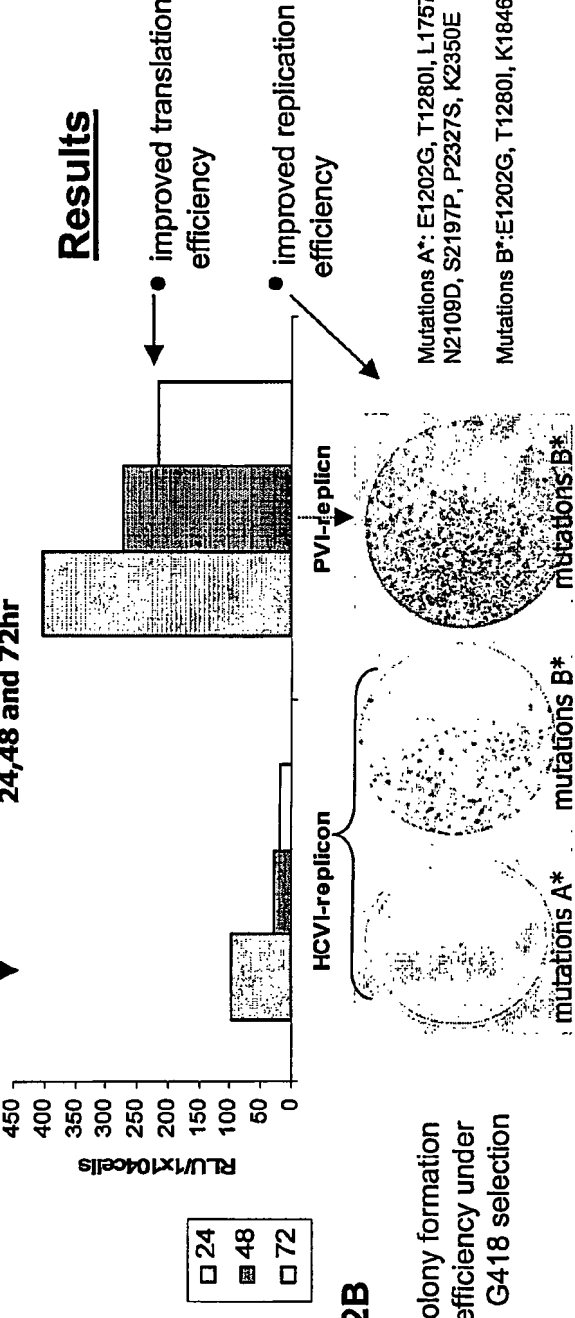 24,48 and 72hr
Results
450
400
350
300
250
200
150
100
50
0
RLU/1x104cells
24
48
72
HCVI-replicon
PVI-replicn
improved translation
efficiency
improved replication
efficiency
2B
olony formation
efficiency under
G418 selection
mutations A*
mutations B*
mutations B*
Mutations A*: E1202G, T1280I, L1757
N2109D, S2197P, P2327S, K2350E
Mutations B*:E1202G, T1280I, K1846